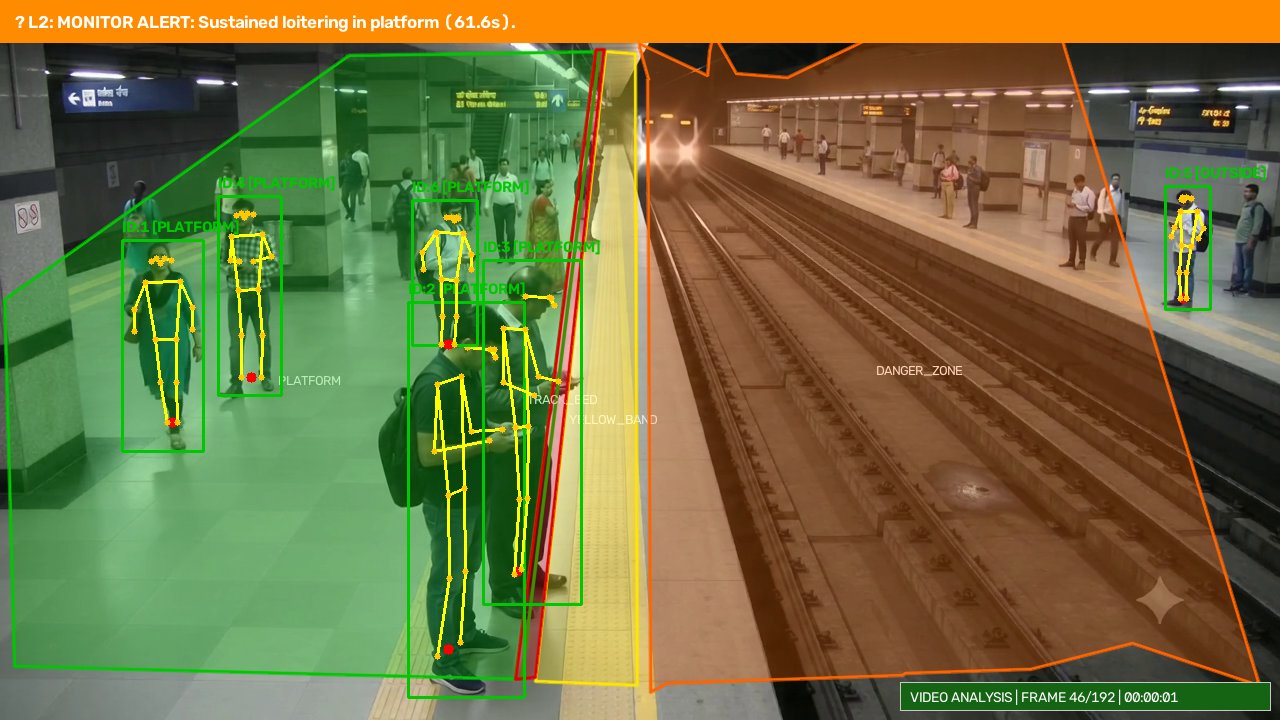 ? L2: MONITOR ALERT: Sustained loitering in platform (61.6s).
ID:4 [PLATFORM]
ID:1 [PLATFORM]
ID:6 [PLATFORM]
ID:3 [PLATFORM]
ID:2 [PLATFORM]
ID:5 [OUTSIDE]
PLATFORM
TRACK_BED
YELLOW_BAND
DANGER_ZONE
VIDEO ANALYSIS | FRAME 46/192 | 00:00:01